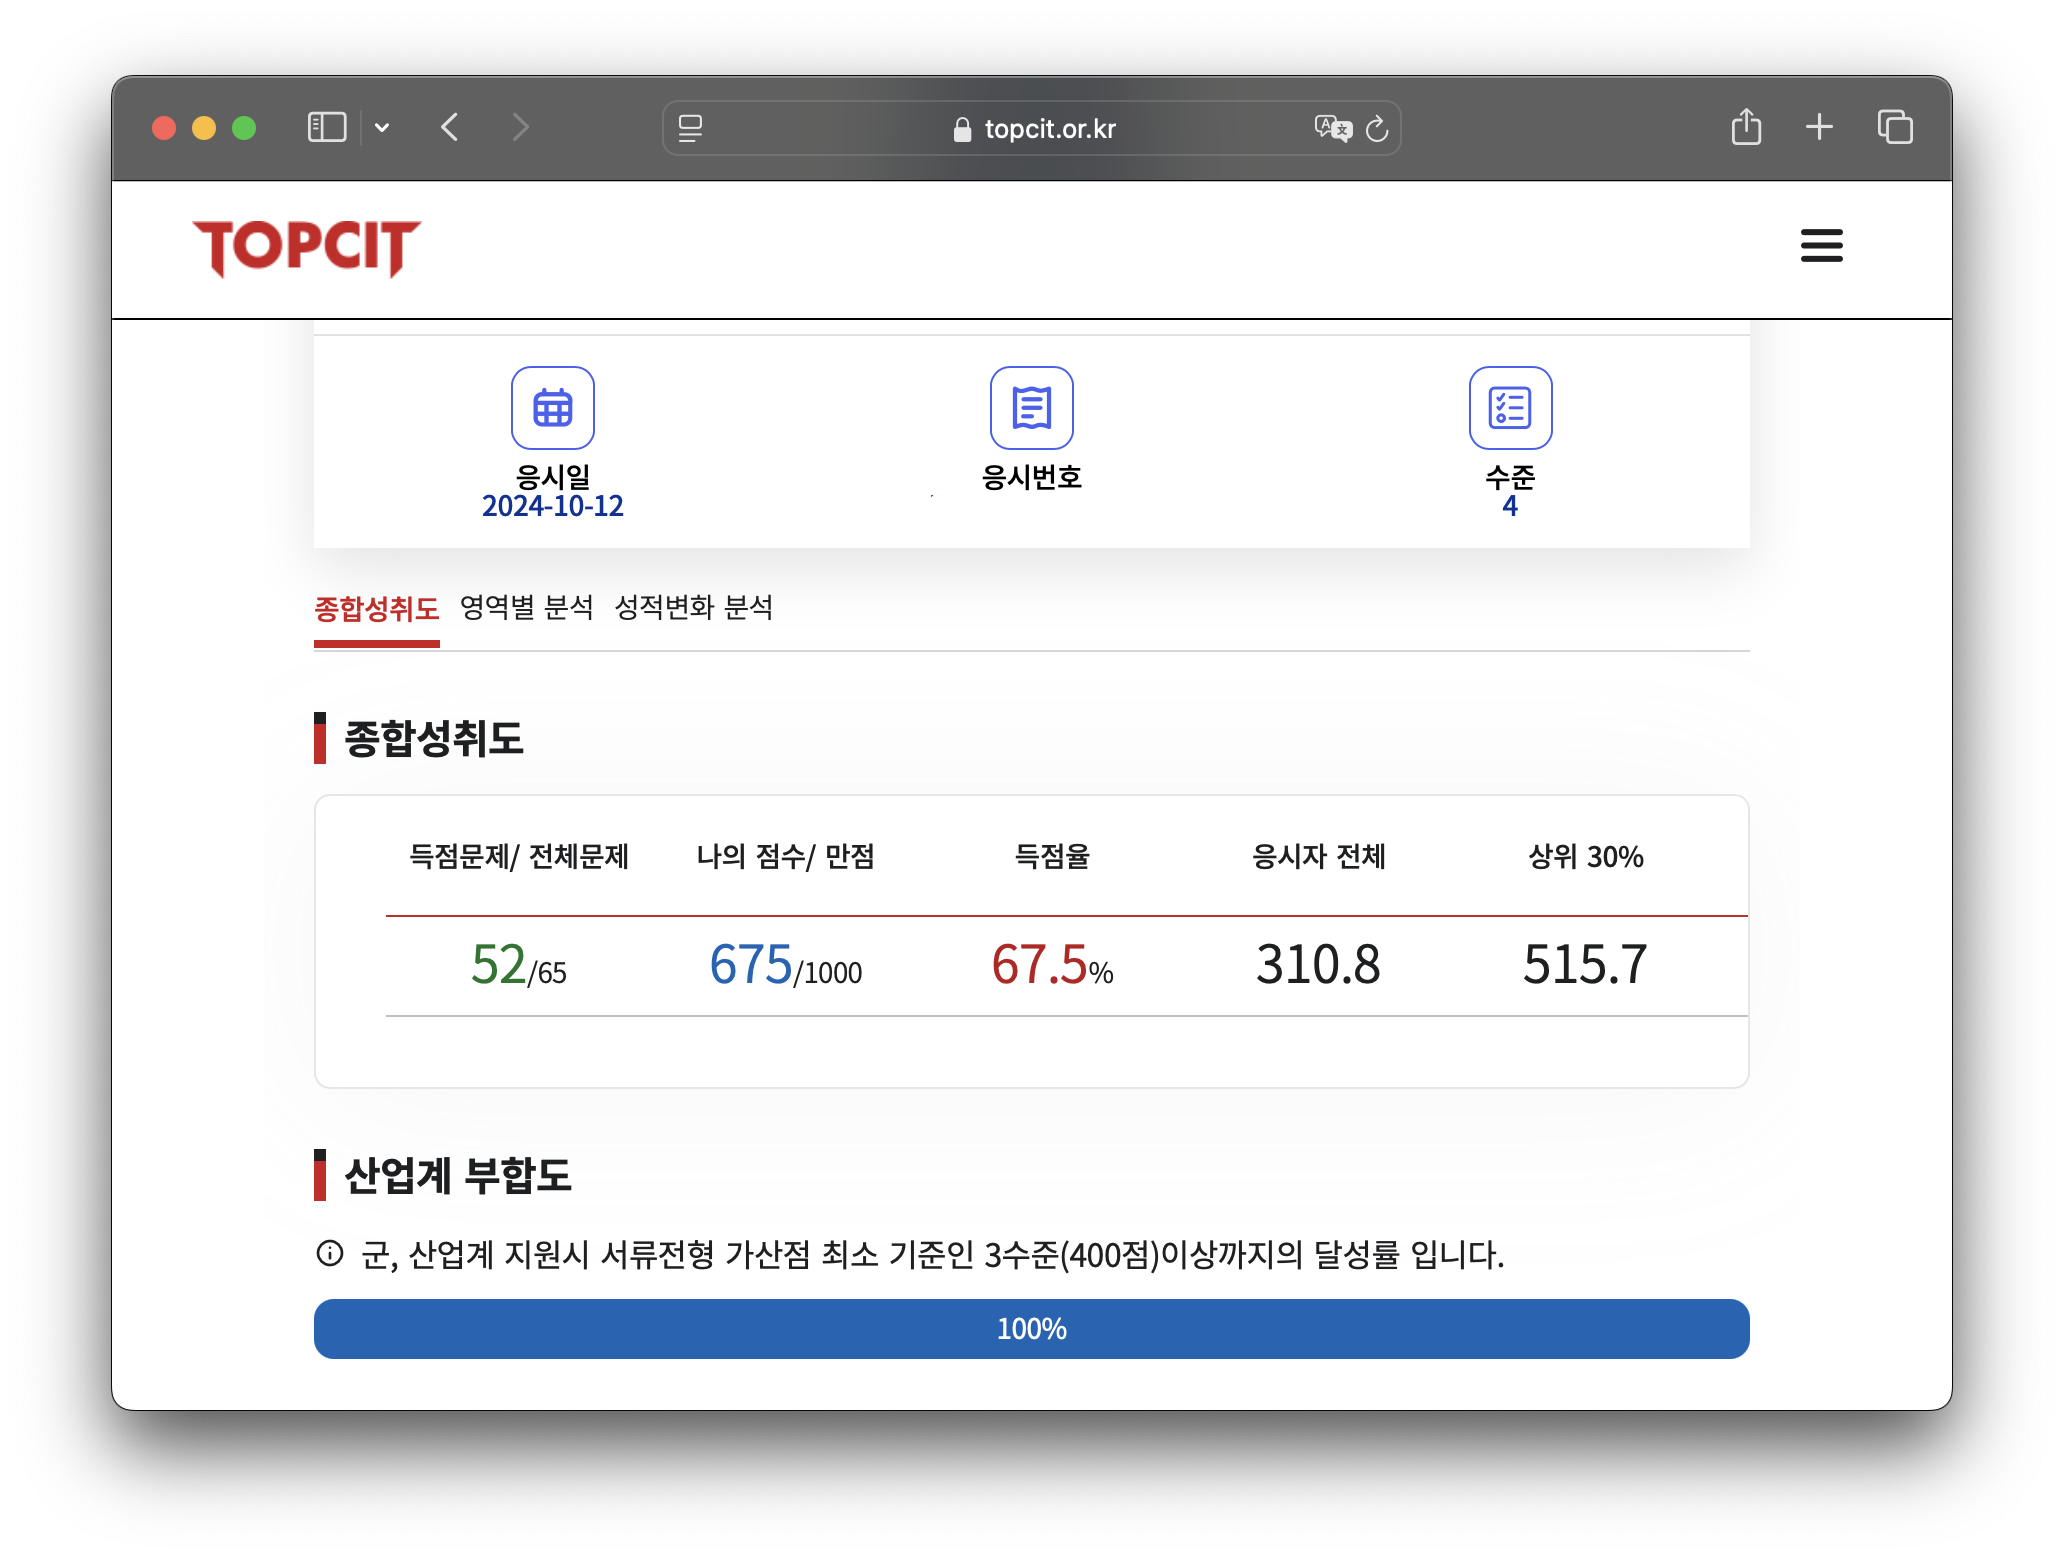 topcit.or.kr
TOPCIT
응시일
2024-10-12
응시번호
수준
4
종합성취도 영역별 분석 성적변화 분석
종합성취도
득점문제/ 전체문제 나의 점수/ 만점 득점율 응시자 전체 상위 30%
52/65 675/1000 67.5% 310.8 515.7
산업계 부합도
군, 산업계 지원시 서류전형 가산점 최소 기준인 3수준(400점)이상까지의 달성률 입니다.
100%